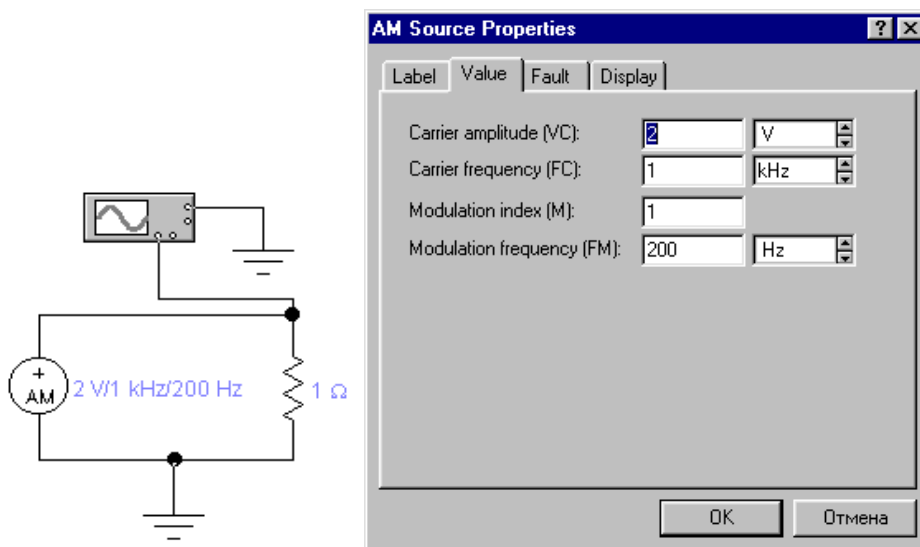 AM Source Properties
Label Value Fault Display
Carrier amplitude (VC): 2 V
Carrier frequency (FC): 1 kHz
Modulation index (M): 1
Modulation frequency (FM): 200 Hz
OK Отмена
+
AM
2 V/1 kHz/200 Hz
1 Ω